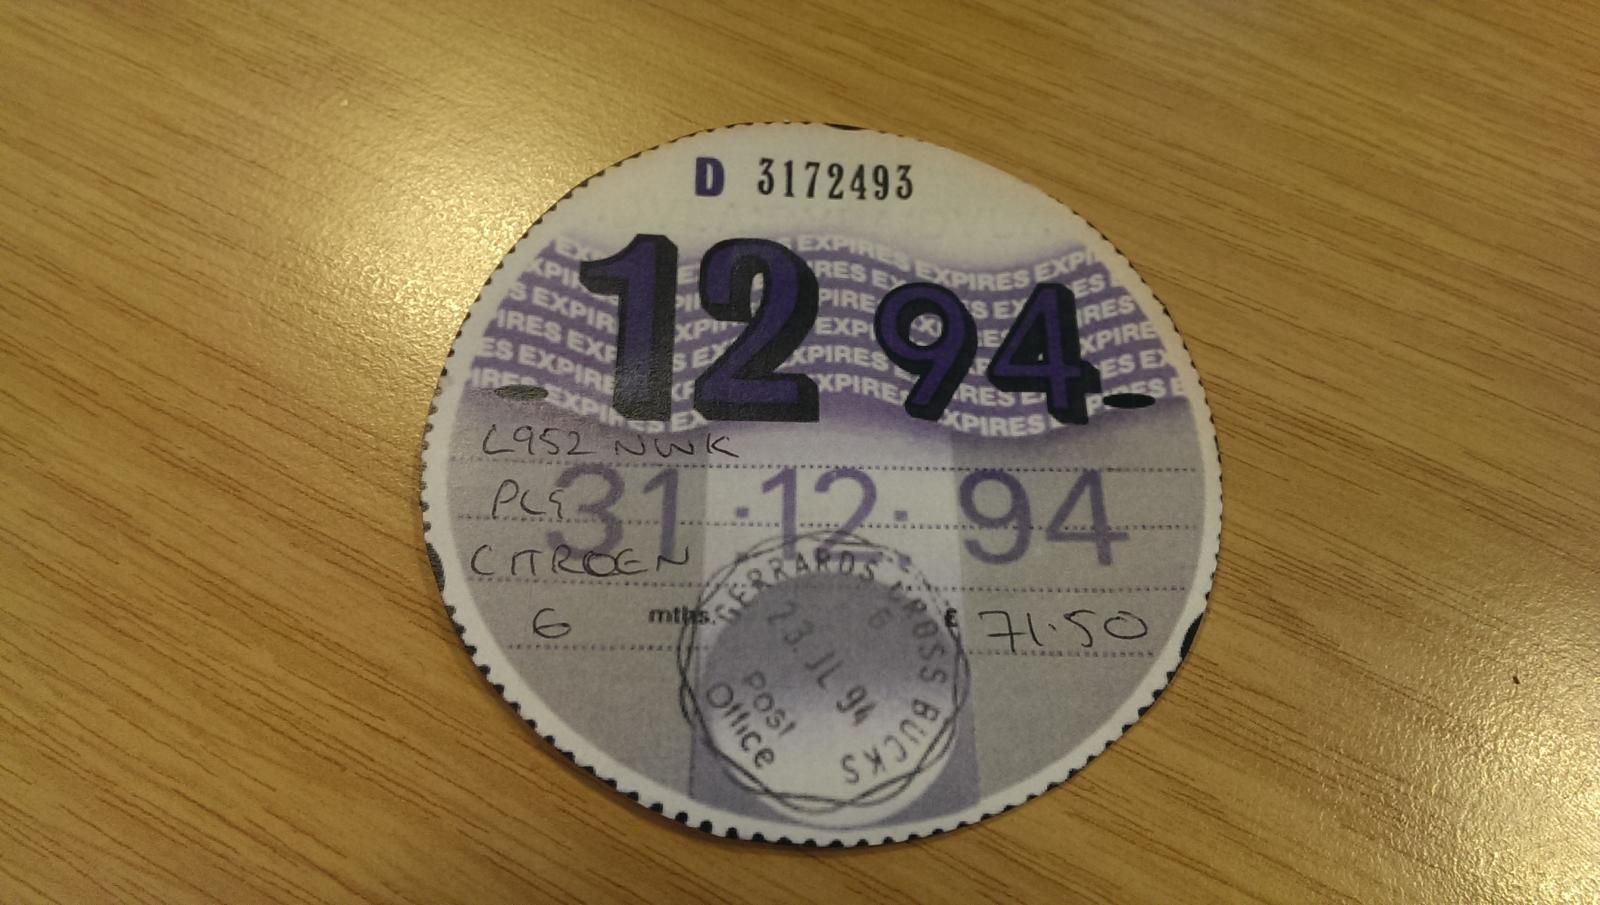 D 3172493
EXPIRES EXPIRES EXPIRES
12 94
L952 NWK
31·12·94
PLG
CITROEN
6 mths. £ 71·50
GERRARDS CROSS BUCKS
6
23 JL 94
Post
Office